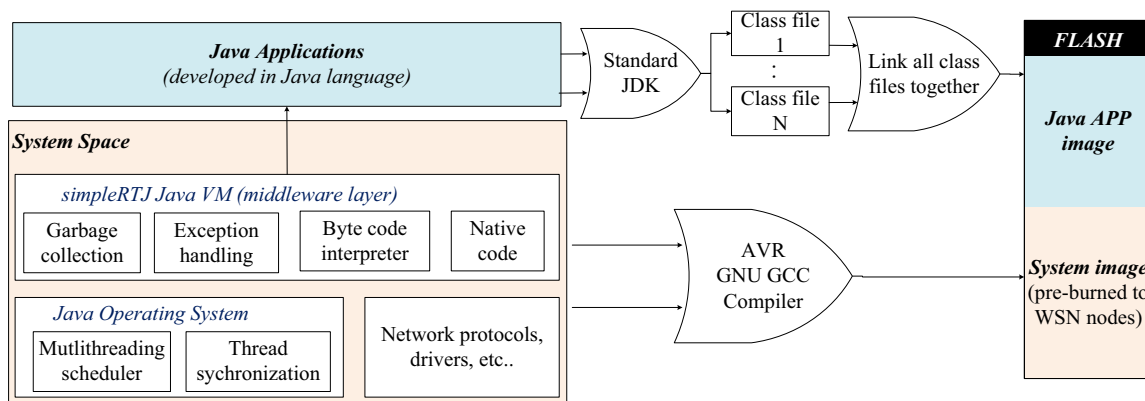 Java Applications
(developed in Java language)
Standard
JDK
Class file
1
:
Class file
N
Link all class
files together
FLASH
Java APP
image
System Space
simpleRTJ Java VM (middleware layer)
Garbage
collection
Exception
handling
Byte code
interpreter
Native
code
AVR
GNU GCC
Compiler
System image
(pre-burned to
WSN nodes)
Java Operating System
Mutlithreading
scheduler
Thread
sychronization
Network protocols,
drivers, etc..